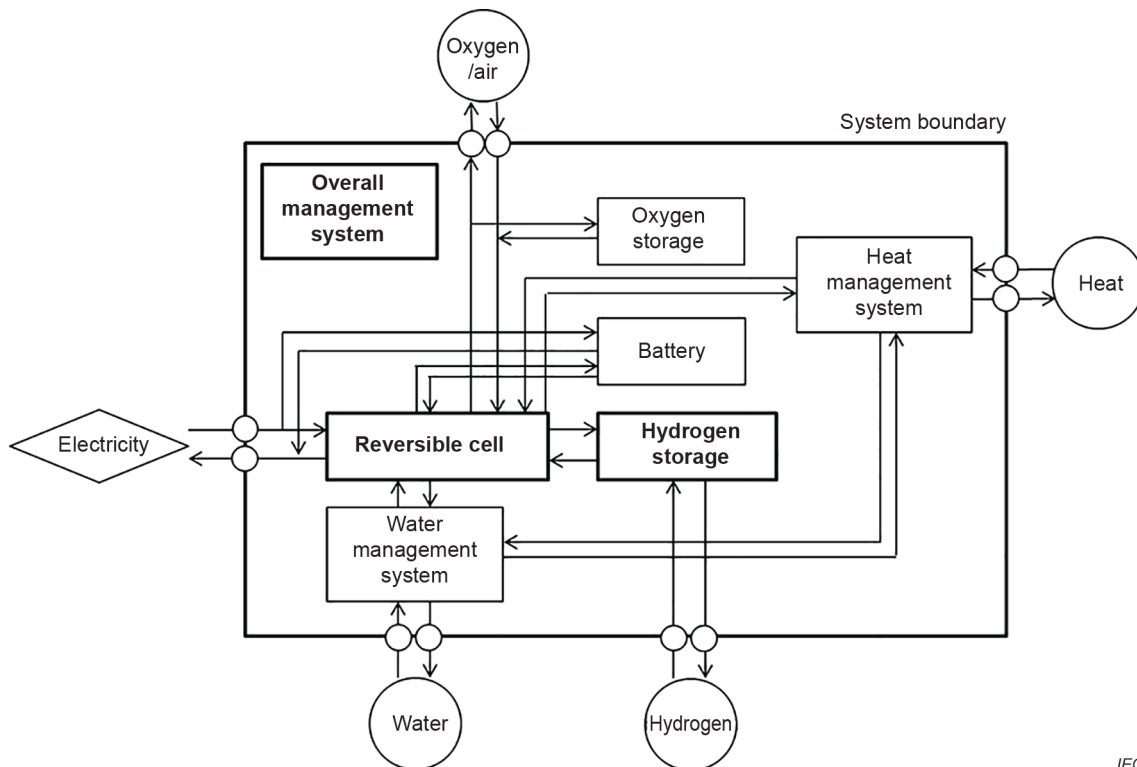 Oxygen
/air
System boundary
Overall
management
system
Oxygen
storage
Heat
management
system
Heat
Battery
Electricity
Reversible cell
Hydrogen
storage
Water
management
system
Water
Hydrogen
IEC